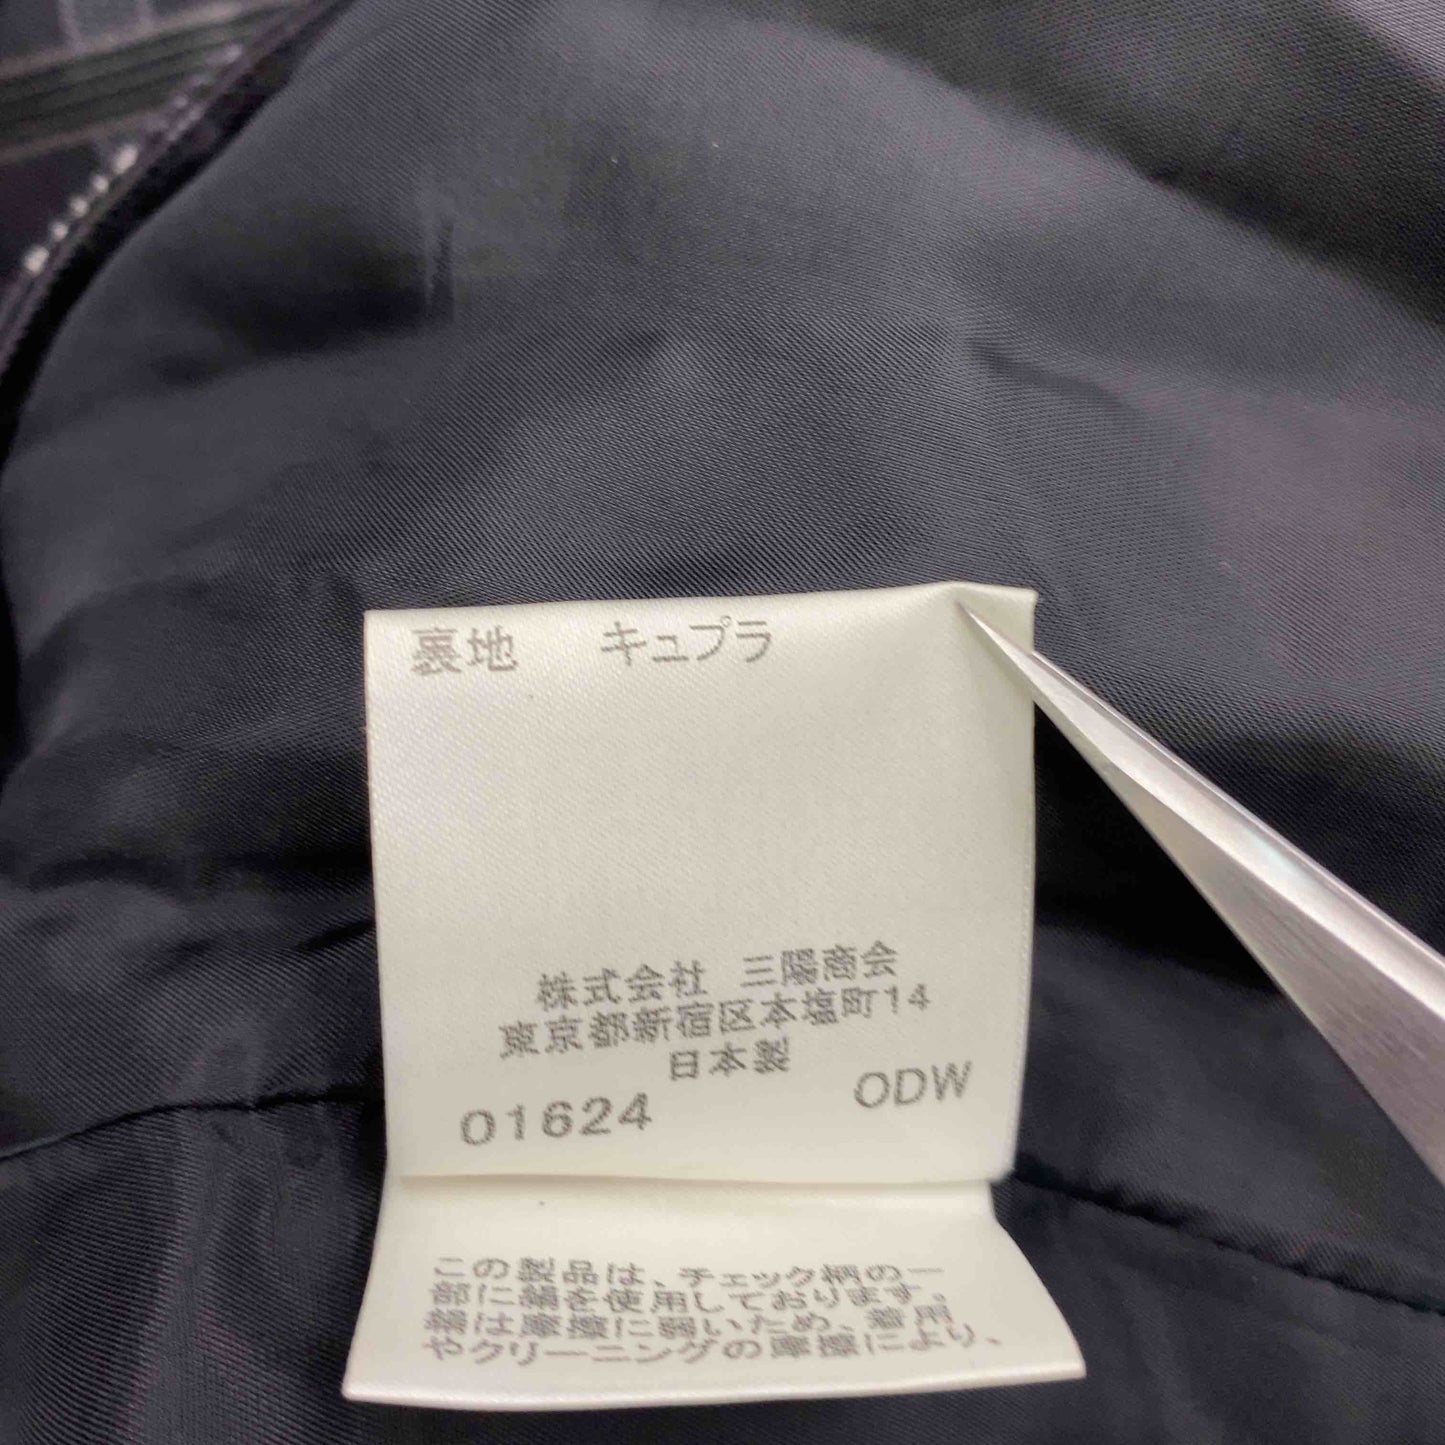 裏地 キュプラ
株式会社 三陽商会
東京都新宿区本塩町14
日本製
01624 ODW
この製品は、チェック柄の一
部に絹を使用しております。
絹は摩擦に弱いため、着用
やクリーニングの摩擦により、